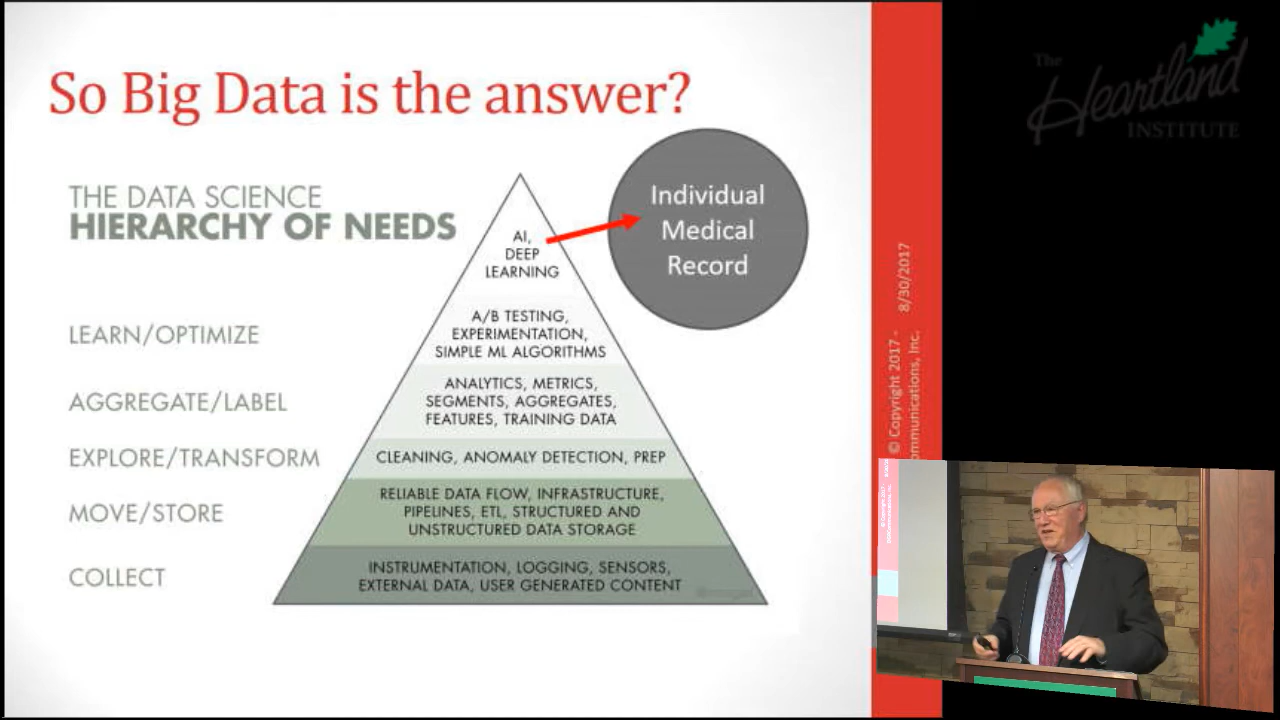 So Big Data is the answer?
The
Heartland
INSTITUTE
THE DATA SCIENCE
HIERARCHY OF NEEDS
Individual
Medical
Record
AI,
DEEP
LEARNING
LEARN/OPTIMIZE
A/B TESTING,
EXPERIMENTATION,
SIMPLE ML ALGORITHMS
AGGREGATE/LABEL
ANALYTICS, METRICS,
SEGMENTS, AGGREGATES,
FEATURES, TRAINING DATA
EXPLORE/TRANSFORM
CLEANING, ANOMALY DETECTION, PREP
MOVE/STORE
RELIABLE DATA FLOW, INFRASTRUCTURE,
PIPELINES, ETL, STRUCTURED AND
UNSTRUCTURED DATA STORAGE
COLLECT
INSTRUMENTATION, LOGGING, SENSORS,
EXTERNAL DATA, USER GENERATED CONTENT
© Copyright 2017 - 8/30/2017
ommunications, Inc.